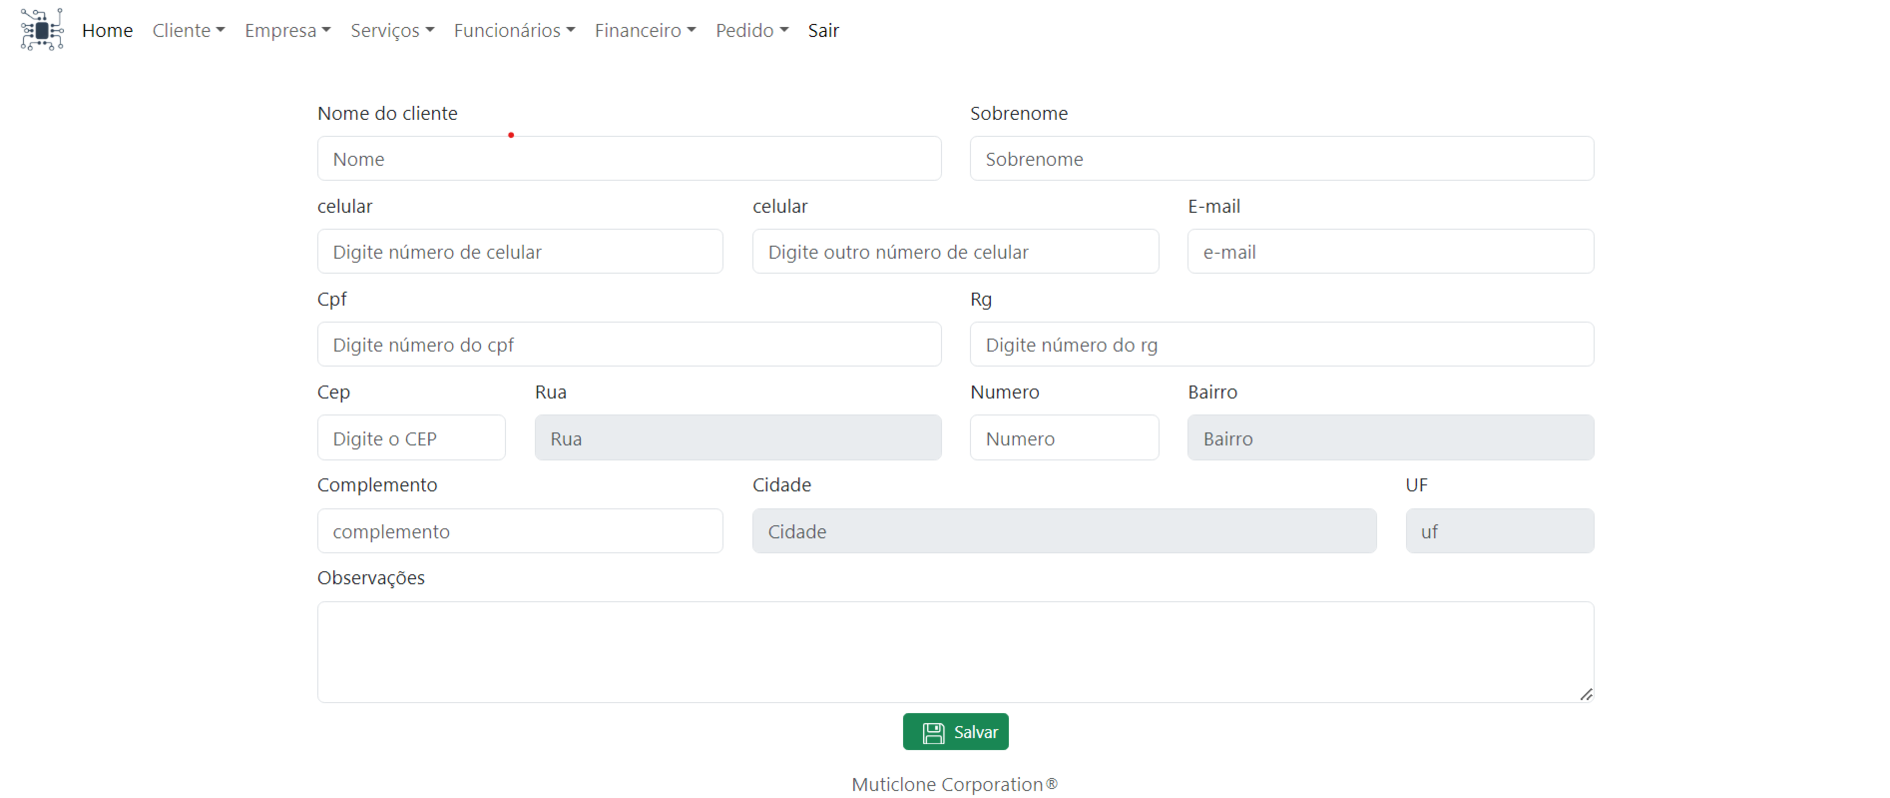 Home Cliente Empresa Serviços Funcionários Financeiro Pedido Sair
Nome do cliente Sobrenome
Nome Sobrenome
celular celular E-mail
Digite número de celular Digite outro número de celular e-mail
Cpf Rg
Digite número do cpf Digite número do rg
Cep Rua Numero Bairro
Digite o CEP Rua Numero Bairro
Complemento Cidade UF
complemento Cidade uf
Observações
Salvar
Muticlone Corporation®